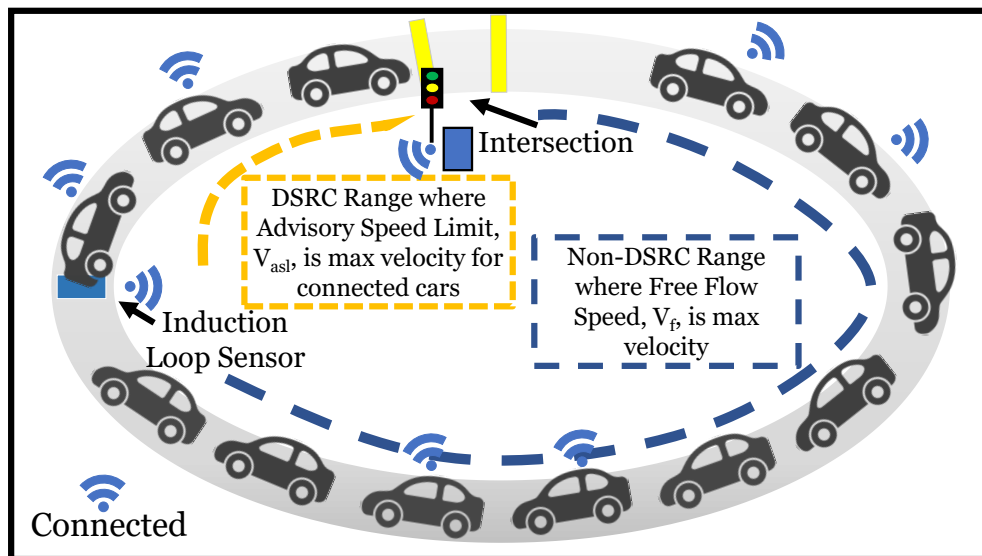 Intersection
DSRC Range where
Advisory Speed Limit,
Vasl, is max velocity for
connected cars
Non-DSRC Range
where Free Flow
Speed, Vf, is max
velocity
Induction
Loop Sensor
Connected